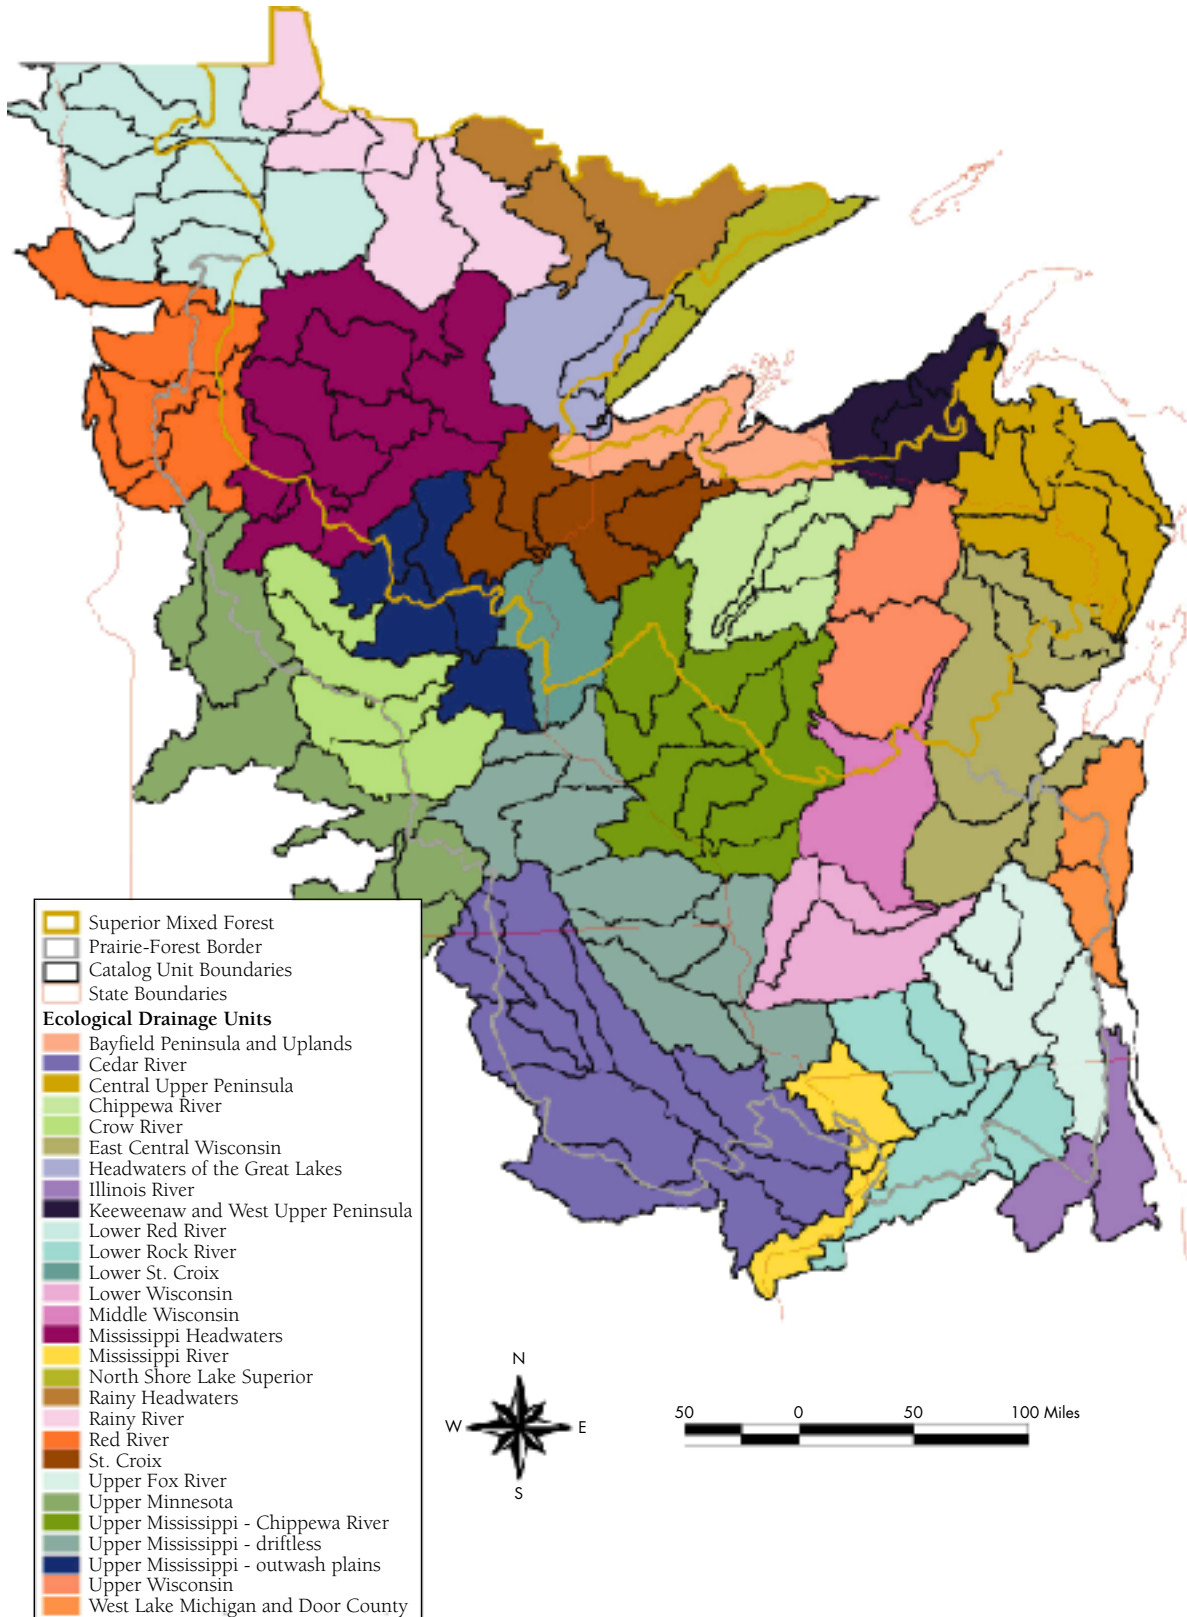 Superior Mixed Forest
Prairie-Forest Border
Catalog Unit Boundaries
State Boundaries
Ecological Drainage Units
Bayfield Peninsula and Uplands
Cedar River
Central Upper Peninsula
Chippewa River
Crow River
East Central Wisconsin
Headwaters of the Great Lakes
Illinois River
Keeweenaw and West Upper Peninsula
Lower Red River
Lower Rock River
Lower St. Croix
Lower Wisconsin
Middle Wisconsin
Mississippi Headwaters
Mississippi River
North Shore Lake Superior
Rainy Headwaters
Rainy River
Red River
St. Croix
Upper Fox River
Upper Minnesota
Upper Mississippi - Chippewa River
Upper Mississippi - driftless
Upper Mississippi - outwash plains
Upper Wisconsin
West Lake Michigan and Door County
N
W E
S
50 0 50 100 Miles